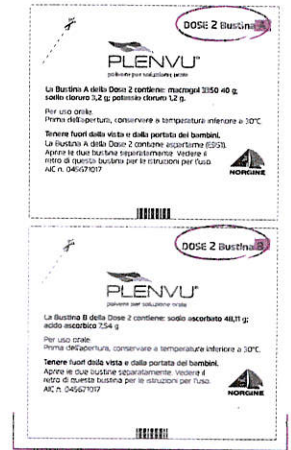 DOSE 2 Bustina A
PLENVU
polvere per soluzione orale
La Bustina A della Dose 2 contiene: macrogol 3350 40 g;
sodio cloruro 3,2 g; potassio cloruro 1,2 g.
Per uso orale.
Prima dell'apertura, conservare a temperatura inferiore a 30°C.
Tenere fuori dalla vista e dalla portata dei bambini.
La Bustina A della Dose 2 contiene aspartame (E951).
Aprire le due bustine separatamente. Vedere il
retro di questa bustina per le istruzioni per l'uso.
AIC n. 045671017
NORGINE
DOSE 2 Bustina B
PLENVU
polvere per soluzione orale
La Bustina B della Dose 2 contiene: sodio ascorbato 48,11 g;
acido ascorbico 7,54 g
Per uso orale
Prima dell'apertura, conservare a temperatura inferiore a 30°C.
Tenere fuori dalla vista e dalla portata dei bambini.
Aprire le due bustine separatamente. Vedere il
retro di questa bustina per le istruzioni per l'uso.
AIC n. 045671017
NORGINE